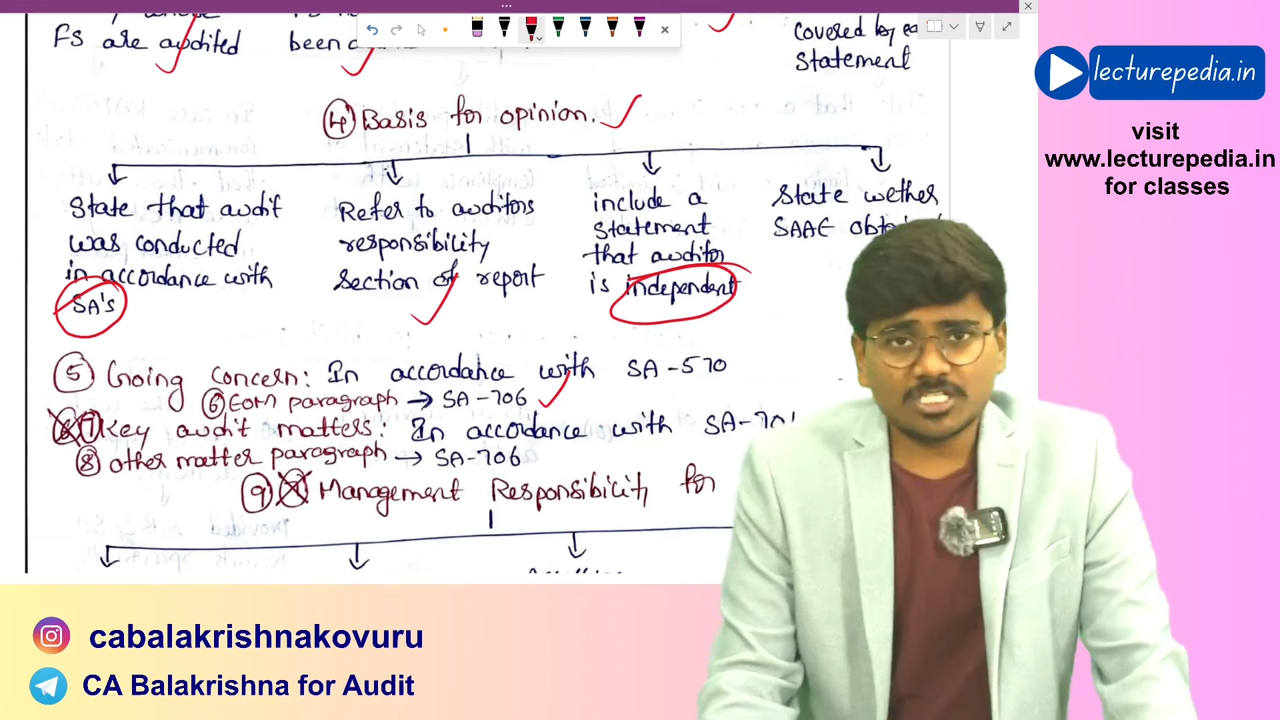 FS are audited
been
covered by ea
statement
lecturepedia.in
visit
www.lecturepedia.in
for classes
④ Basis for opinion.
State that audit
was conducted
in accordance with
SA's
Refer to auditors
responsibility
section of report
include a
statement
that auditor
is independent
State wether
SAAE obt
⑤ Going concern: In accordance with SA-570
⑥ EOM paragraph → SA-706
⑦ Key audit matters: In accordance with SA-701
⑧ other matter paragraph → SA-706
⑨ Management Responsibility for
cabalakrishnakovuru
CA Balakrishna for Audit